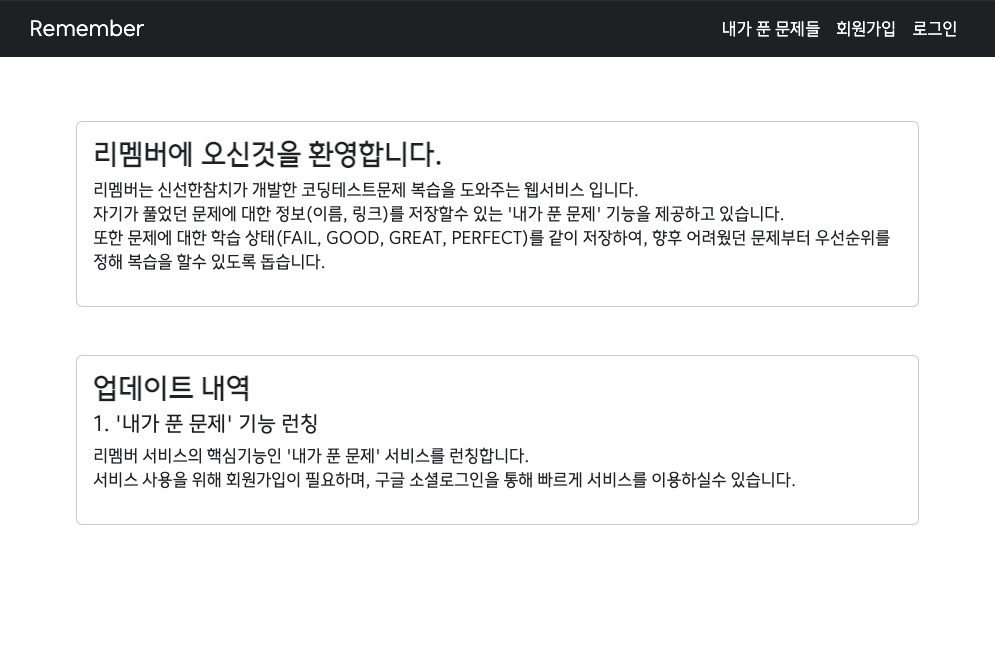 Remember
내가 푼 문제들 회원가입 로그인
리멤버에 오신것을 환영합니다.
리멤버는 신선한참치가 개발한 코딩테스트문제 복습을 도와주는 웹서비스 입니다.
자기가 풀었던 문제에 대한 정보(이름, 링크)를 저장할수 있는 '내가 푼 문제' 기능을 제공하고 있습니다.
또한 문제에 대한 학습 상태(FAIL, GOOD, GREAT, PERFECT)를 같이 저장하여, 향후 어려웠던 문제부터 우선순위를
정해 복습을 할수 있도록 돕습니다.
업데이트 내역
1. '내가 푼 문제' 기능 런칭
리멤버 서비스의 핵심기능인 '내가 푼 문제' 서비스를 런칭합니다.
서비스 사용을 위해 회원가입이 필요하며, 구글 소셜로그인을 통해 빠르게 서비스를 이용하실수 있습니다.